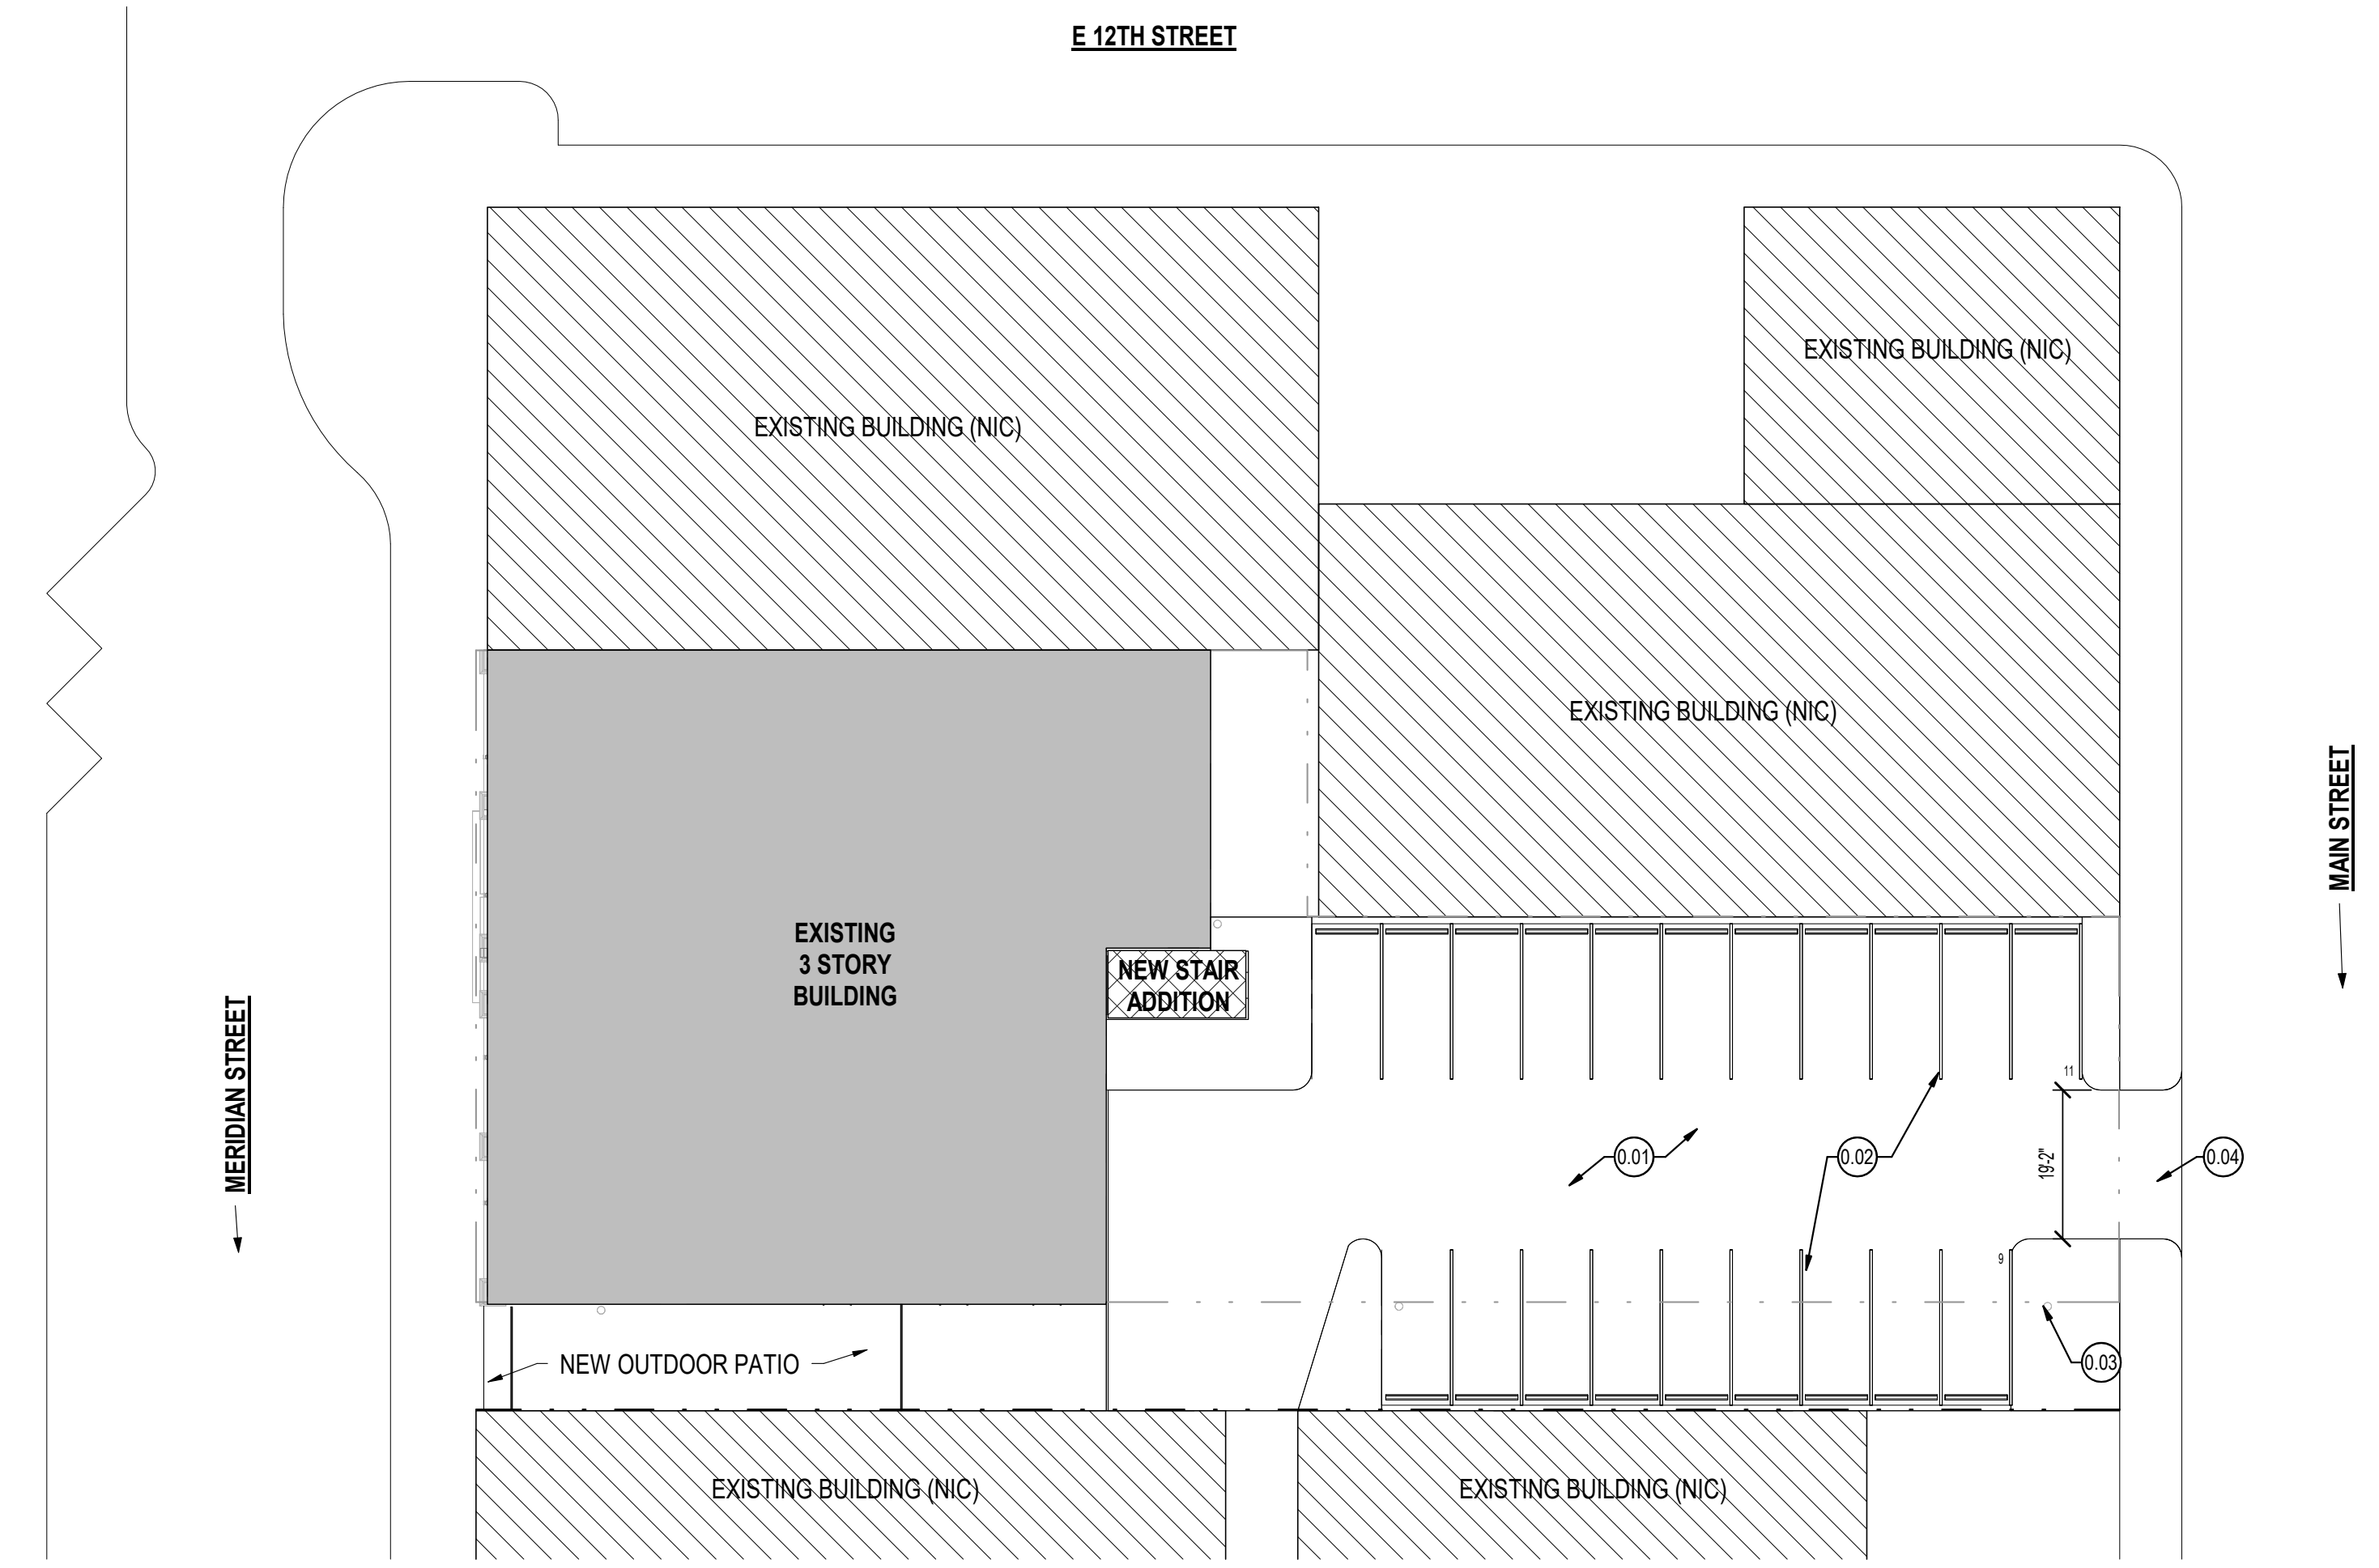 E 12TH STREET
EXISTING BUILDING (NIC)
EXISTING BUILDING (NIC)
EXISTING BUILDING (NIC)
MAIN STREET
EXISTING
3 STORY
BUILDING
NEW STAIR
ADDITION
MERIDIAN STREET
11
0.01
0.02
19'-2"
0.04
9
NEW OUTDOOR PATIO
0.03
EXISTING BUILDING (NIC)
EXISTING BUILDING (NIC)